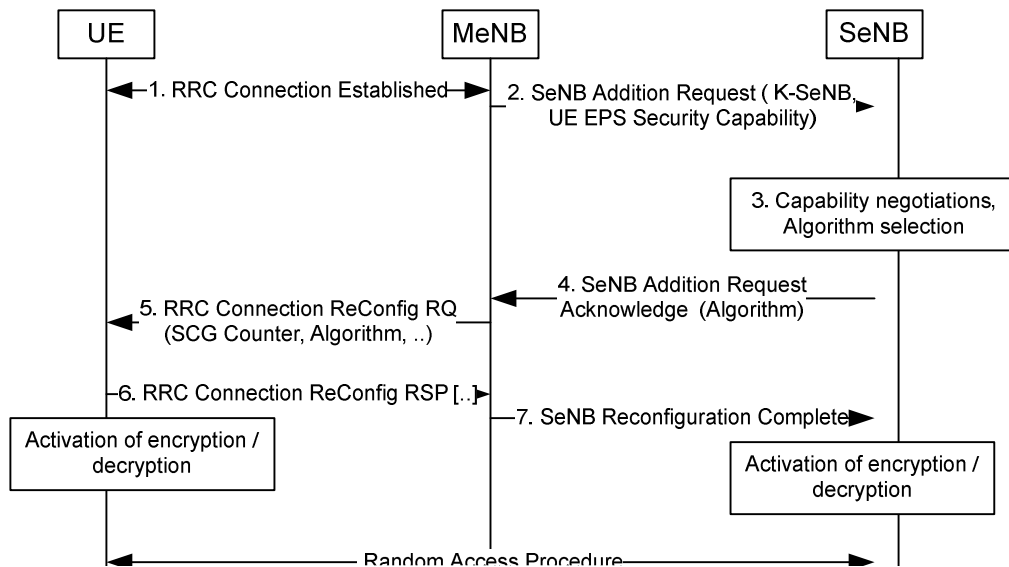 UE
MeNB
SeNB
1. RRC Connection Established
2. SeNB Addition Request ( K-SeNB,
UE EPS Security Capability)
3. Capability negotiations,
Algorithm selection
4. SeNB Addition Request
Acknowledge (Algorithm)
5. RRC Connection ReConfig RQ
(SCG Counter, Algorithm, ..)
6. RRC Connection ReConfig RSP [..]
7. SeNB Reconfiguration Complete
Activation of encryption /
decryption
Activation of encryption /
decryption
Random Access Procedure